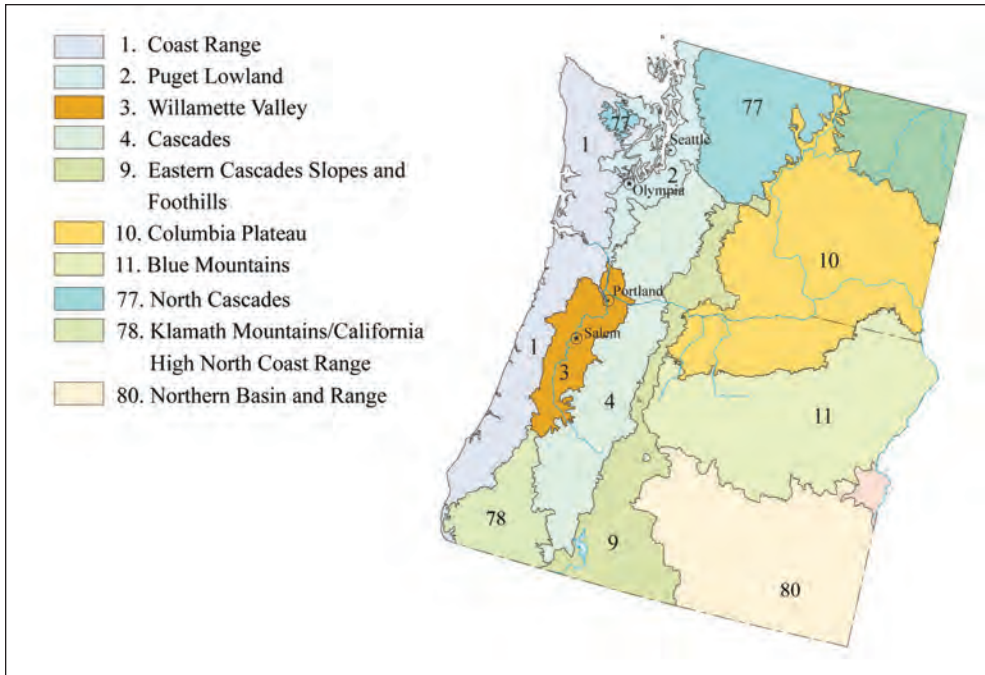 1. Coast Range
2. Puget Lowland
3. Willamette Valley
4. Cascades
9. Eastern Cascades Slopes and
Foothills
10. Columbia Plateau
11. Blue Mountains
77. North Cascades
78. Klamath Mountains/California
High North Coast Range
80. Northern Basin and Range
77
77
1
Seattle
2
Olympia
10
Portland
Salem
1
3
4
11
78
9
80